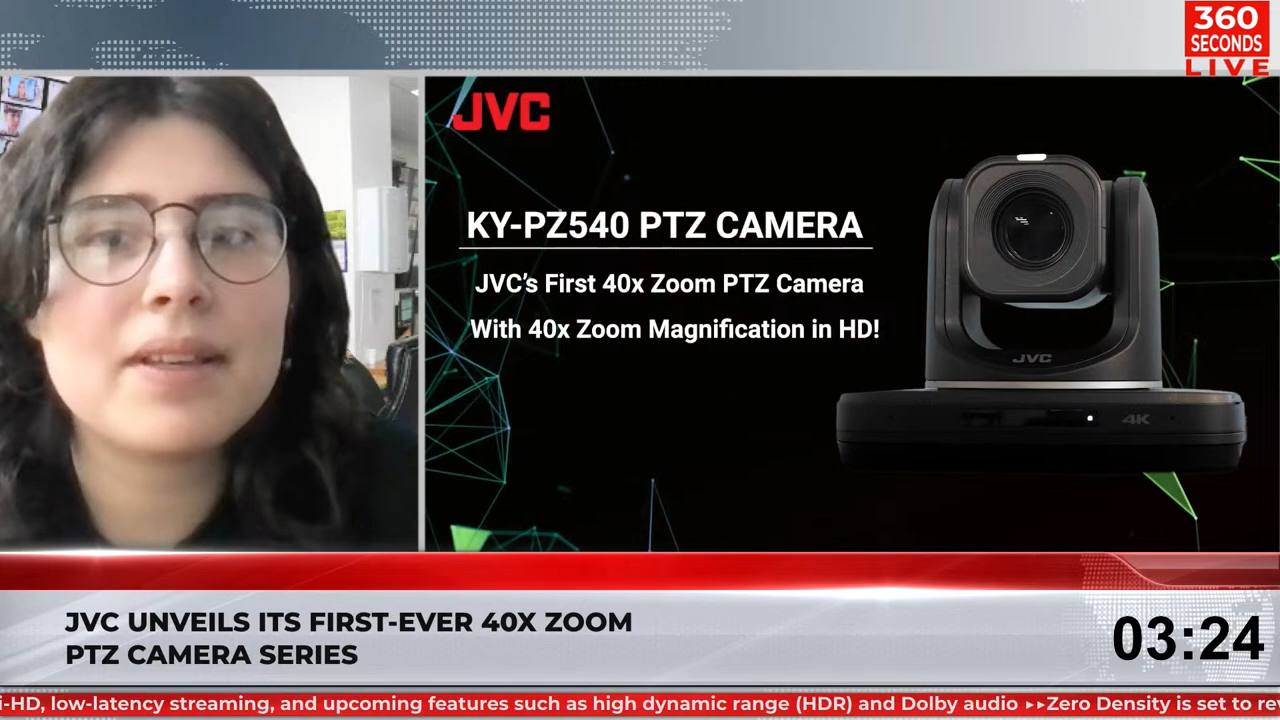 360
SECONDS
LIVE
JVC
KY-PZ540 PTZ CAMERA
JVC's First 40x Zoom PTZ Camera
With 40x Zoom Magnification in HD!
JVC
4K
JVC UNVEILS ITS FIRST-EVER 40X ZOOM
PTZ CAMERA SERIES
03:24
i-HD, low-latency streaming, and upcoming features such as high dynamic range (HDR) and Dolby audio ▸▸Zero Density is set to re